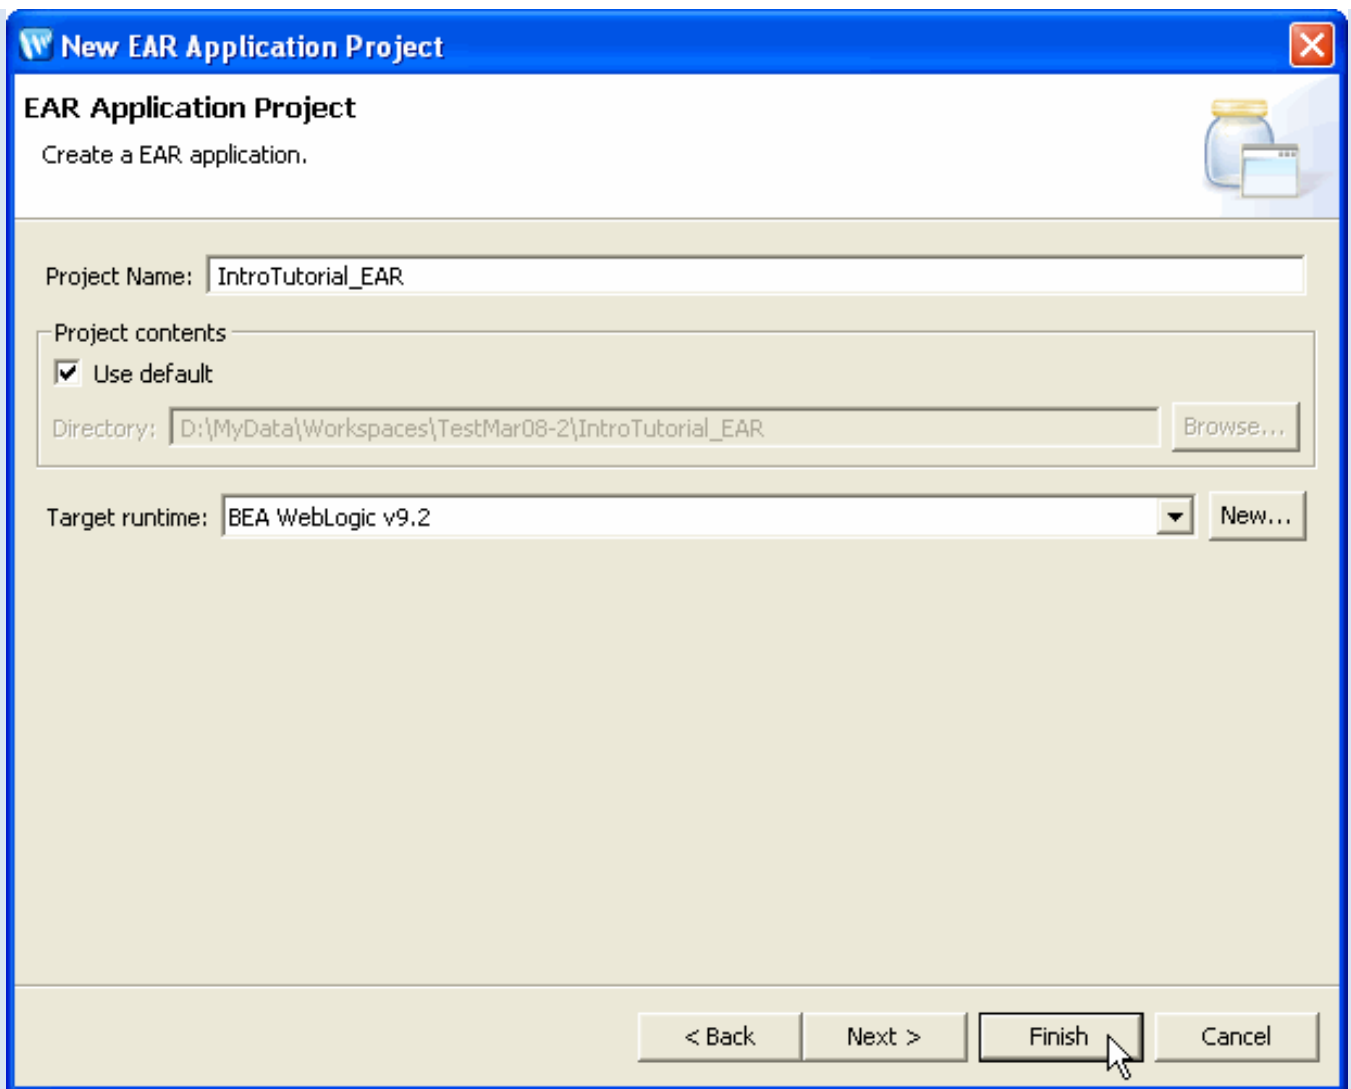 New EAR Application Project
EAR Application Project
Create a EAR application.
Project Name: IntroTutorial_EAR
Project contents
Use default
Directory: D:\MyData\Workspaces\TestMar08-2\IntroTutorial_EAR Browse...
Target runtime: BEA WebLogic v9.2 New...
< Back Next > Finish Cancel